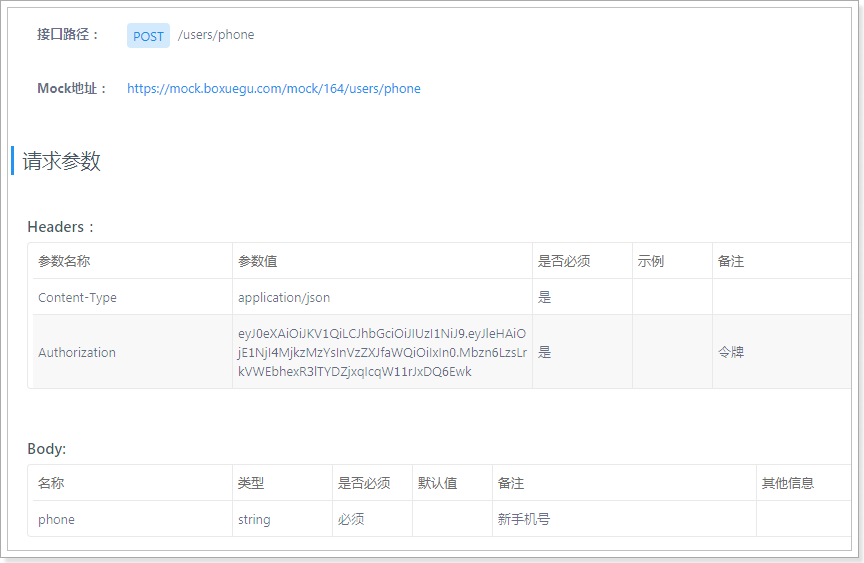 接口路径： POST /users/phone
Mock地址： https://mock.boxuegu.com/mock/164/users/phone
请求参数
Headers：
参数名称 参数值 是否必须 示例 备注
Content-Type application/json 是
Authorization eyJ0eXAiOiJKV1QiLCJhbGciOiJIUzI1NiJ9.eyJleHAiO 是 令牌
jE1NjI4MjkzMzYsInVzZXJfaWQiOiIxIn0.Mbzn6LzsLr
kVWEbhexR3lTYDZjxqIcqW11rJxDQ6Ewk
Body:
名称 类型 是否必须 默认值 备注 其他信息
phone string 必须 新手机号